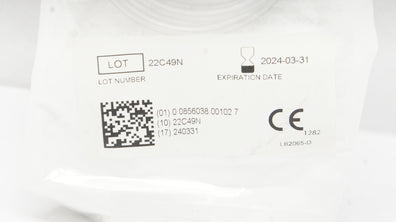 LOT 22C49N
LOT NUMBER
2024-03-31
EXPIRATION DATE
(01) 0 0856038 00102 7
(10) 22C49N
(17) 240331
CE
1282
LB2065-D